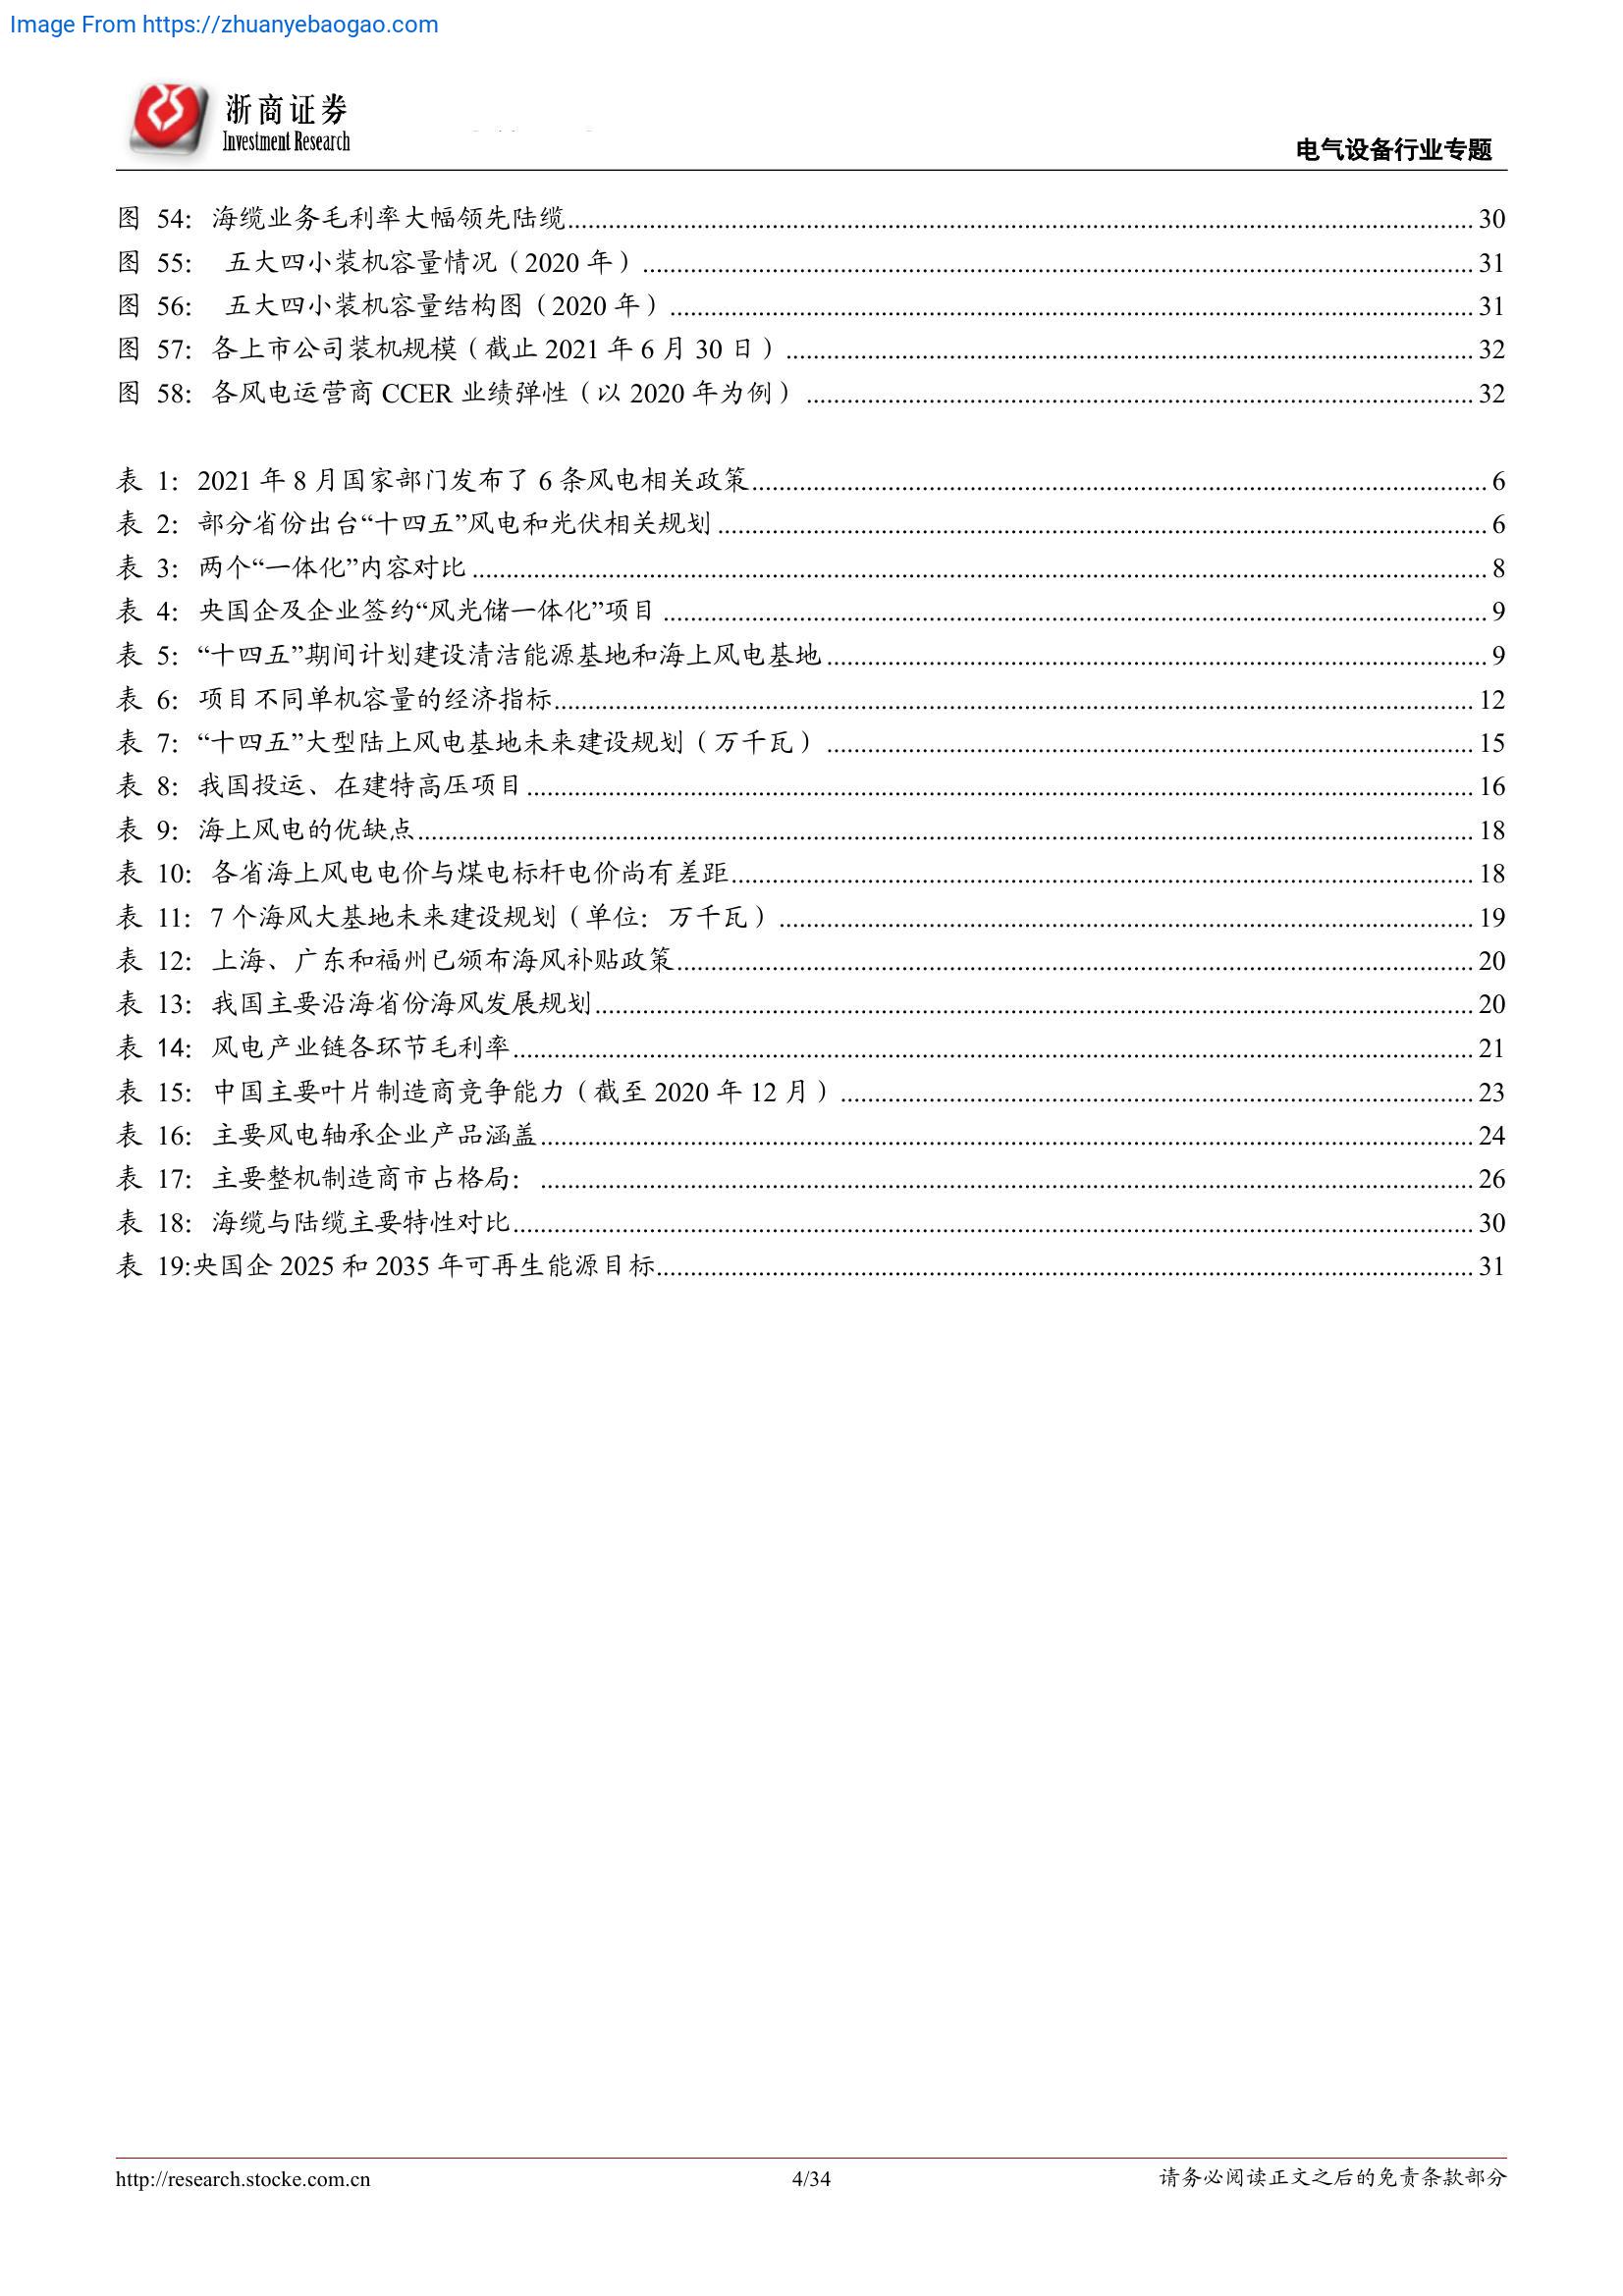 Image From https://zhuanyebaogao.com
浙商证券
Investment Research
电气设备行业专题
图 54: 海缆业务毛利率大幅领先陆缆 30
图 55: 五大四小装机容量情况（2020 年） 31
图 56: 五大四小装机容量结构图（2020 年） 31
图 57: 各上市公司装机规模（截止 2021 年 6 月 30 日） 32
图 58: 各风电运营商 CCER 业绩弹性（以 2020 年为例） 32
表 1: 2021 年 8 月国家部门发布了 6 条风电相关政策 6
表 2: 部分省份出台“十四五”风电和光伏相关规划 6
表 3: 两个“一体化”内容对比 8
表 4: 央国企及企业签约“风光储一体化”项目 9
表 5: “十四五”期间计划建设清洁能源基地和海上风电基地 9
表 6: 项目不同单机容量的经济指标 12
表 7: “十四五”大型陆上风电基地未来建设规划（万千瓦） 15
表 8: 我国投运、在建特高压项目 16
表 9: 海上风电的优缺点 18
表 10: 各省海上风电电价与煤电标杆电价尚有差距 18
表 11: 7 个海风大基地未来建设规划（单位：万千瓦） 19
表 12: 上海、广东和福州已颁布海风补贴政策 20
表 13: 我国主要沿海省份海风发展规划 20
表 14: 风电产业链各环节毛利率 21
表 15: 中国主要叶片制造商竞争能力（截至 2020 年 12 月） 23
表 16: 主要风电轴承企业产品涵盖 24
表 17: 主要整机制造商市占格局： 26
表 18: 海缆与陆缆主要特性对比 30
表 19:央国企 2025 和 2035 年可再生能源目标 31
http://research.stocke.com.cn 4/34 请务必阅读正文之后的免责条款部分